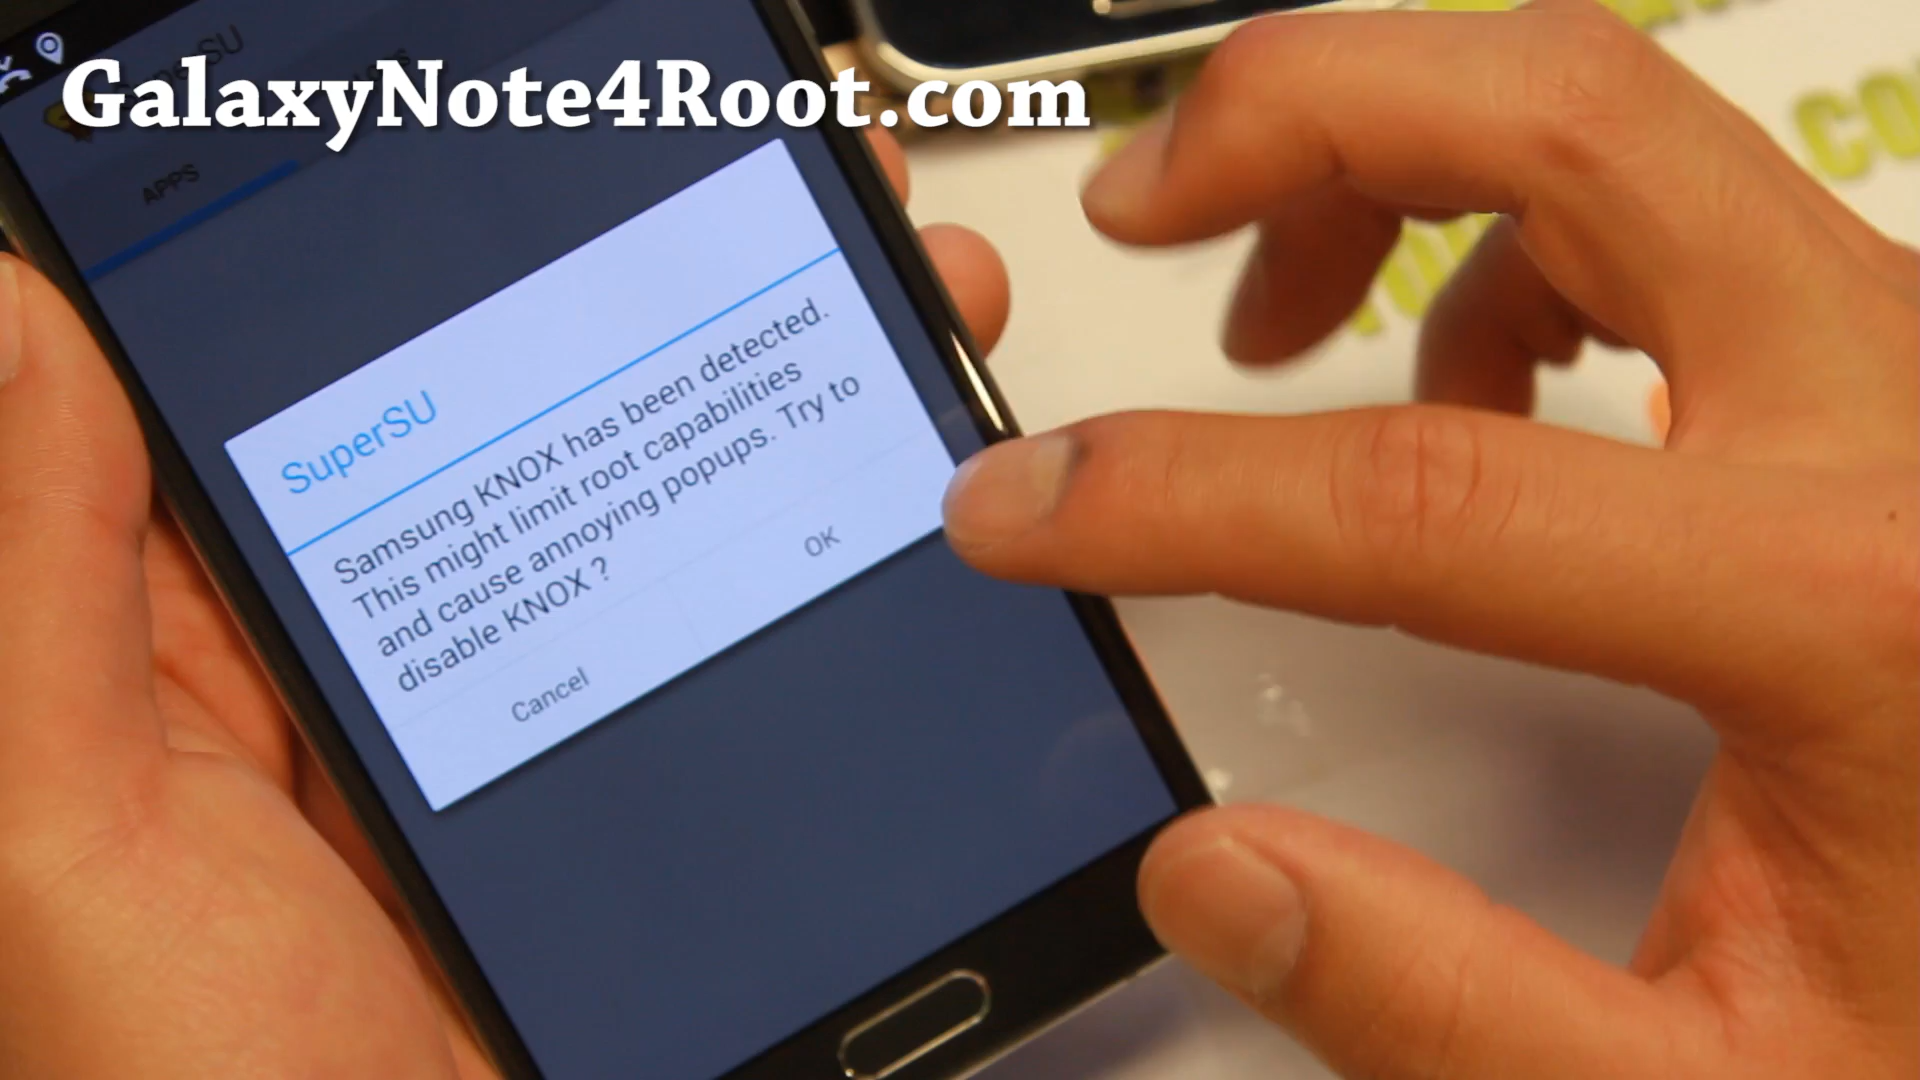 GalaxyNote4Root.com
APPS
SuperSU
Samsung KNOX has been detected.
This might limit root capabilities
and cause annoying popups. Try to
disable KNOX ?
Cancel
OK